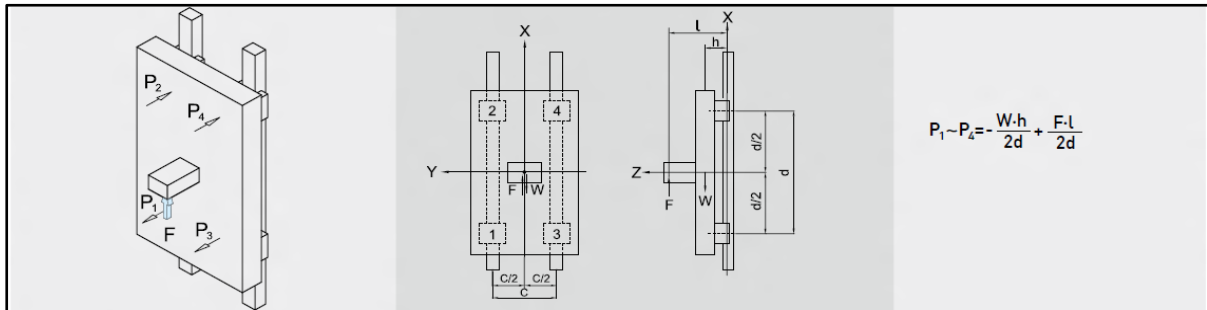 P₂
P₄
P₁
F
P₃
X
2
4
Y
F
W
1
3
C/2
C/2
C
X
l
h
d/2
d
Z
F
W
d/2
P₁~P₄=-W·h/2d+F·l/2d